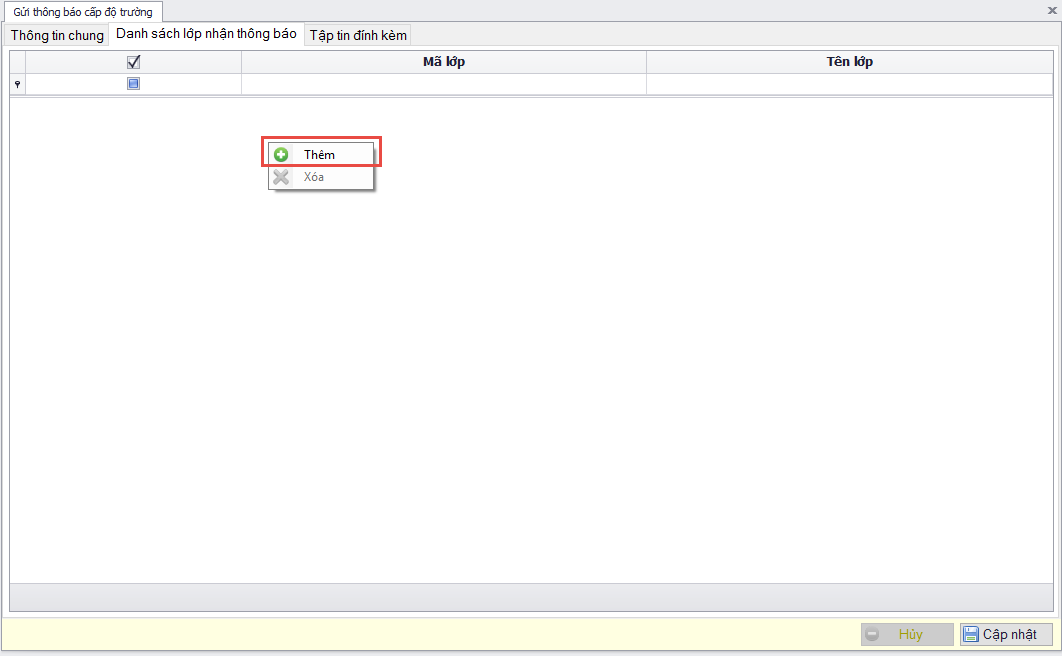 Gửi thông báo cấp độ trường
Thông tin chung Danh sách lớp nhận thông báo Tập tin đính kèm
Mã lớp Tên lớp
Thêm
Xóa
Hủy Cập nhật